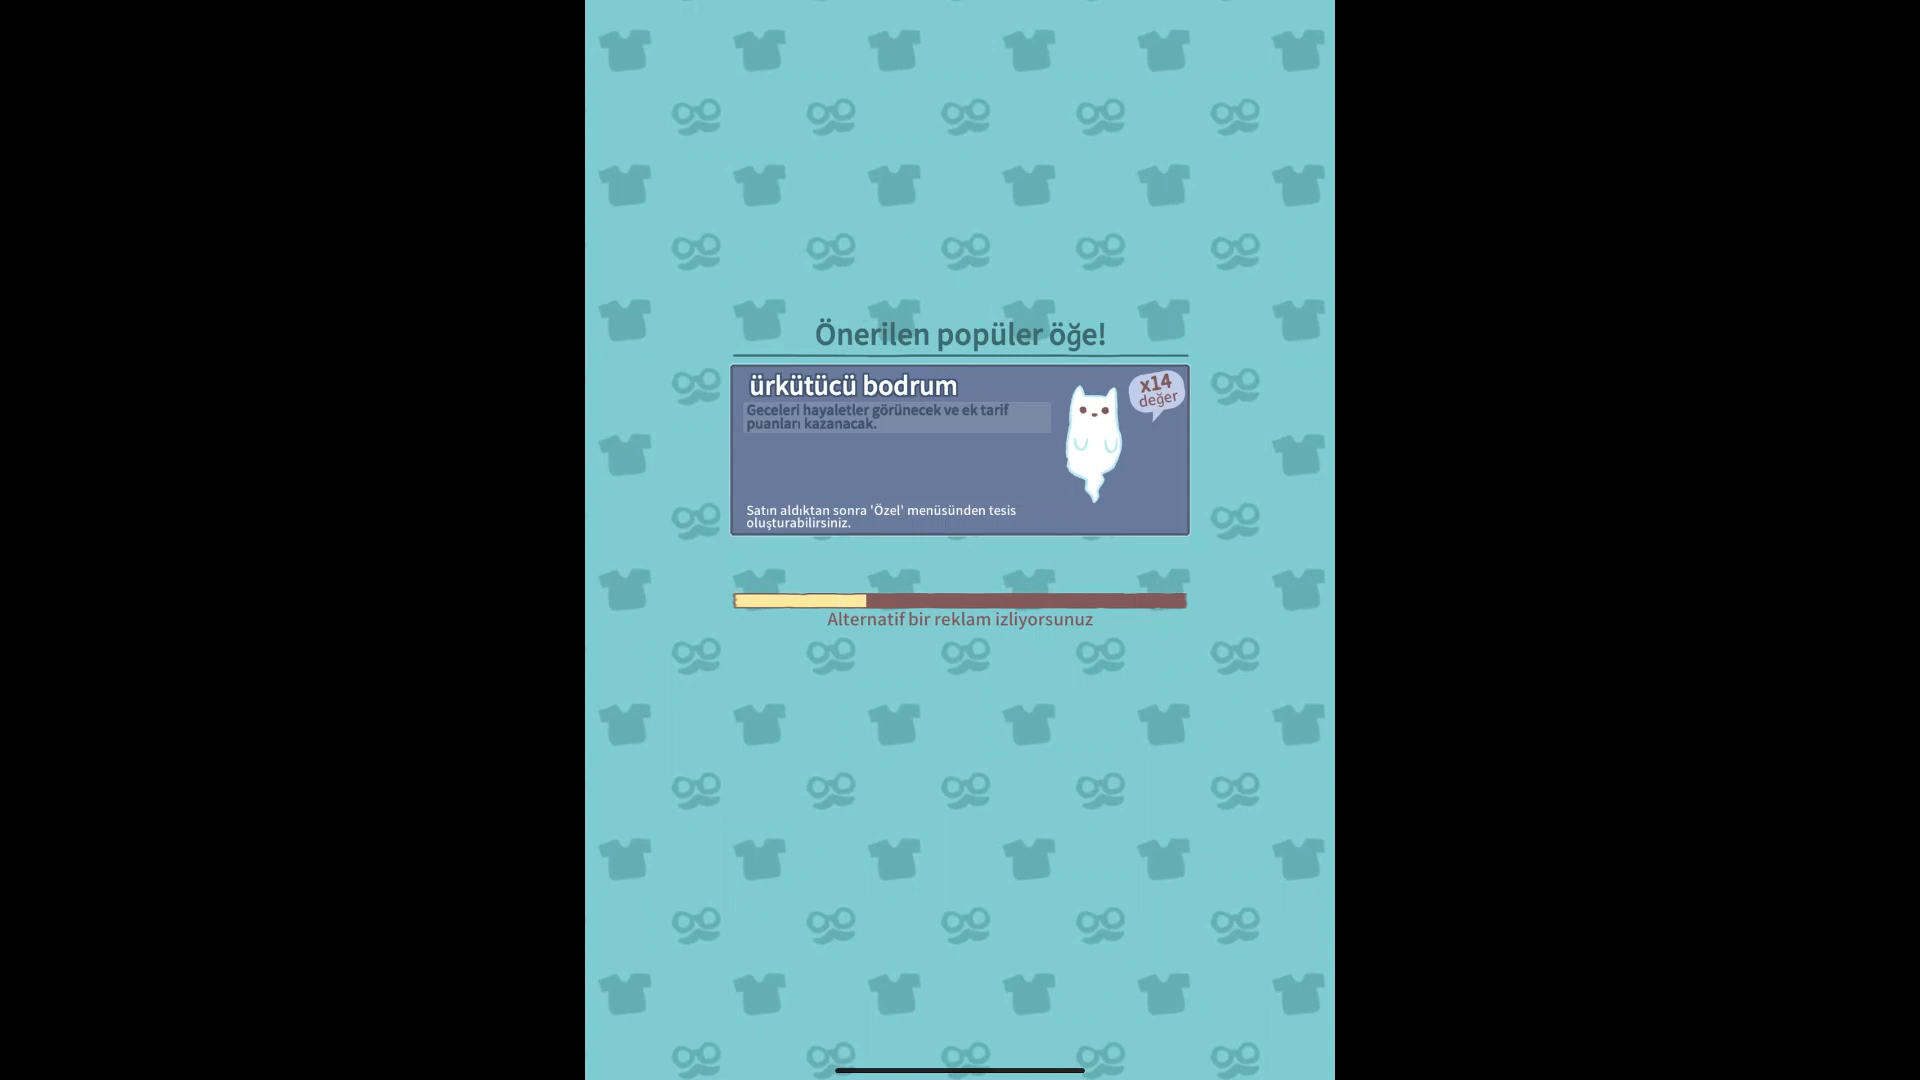 Önerilen popüler öğe!
ürkütücü bodrum
x14
değer
Geceleri hayaletler görünecek ve ek tarif
puanları kazanacak.
Satın aldıktan sonra 'Özel' menüsünden tesis
oluşturabilirsiniz.
Alternatif bir reklam izliyorsunuz